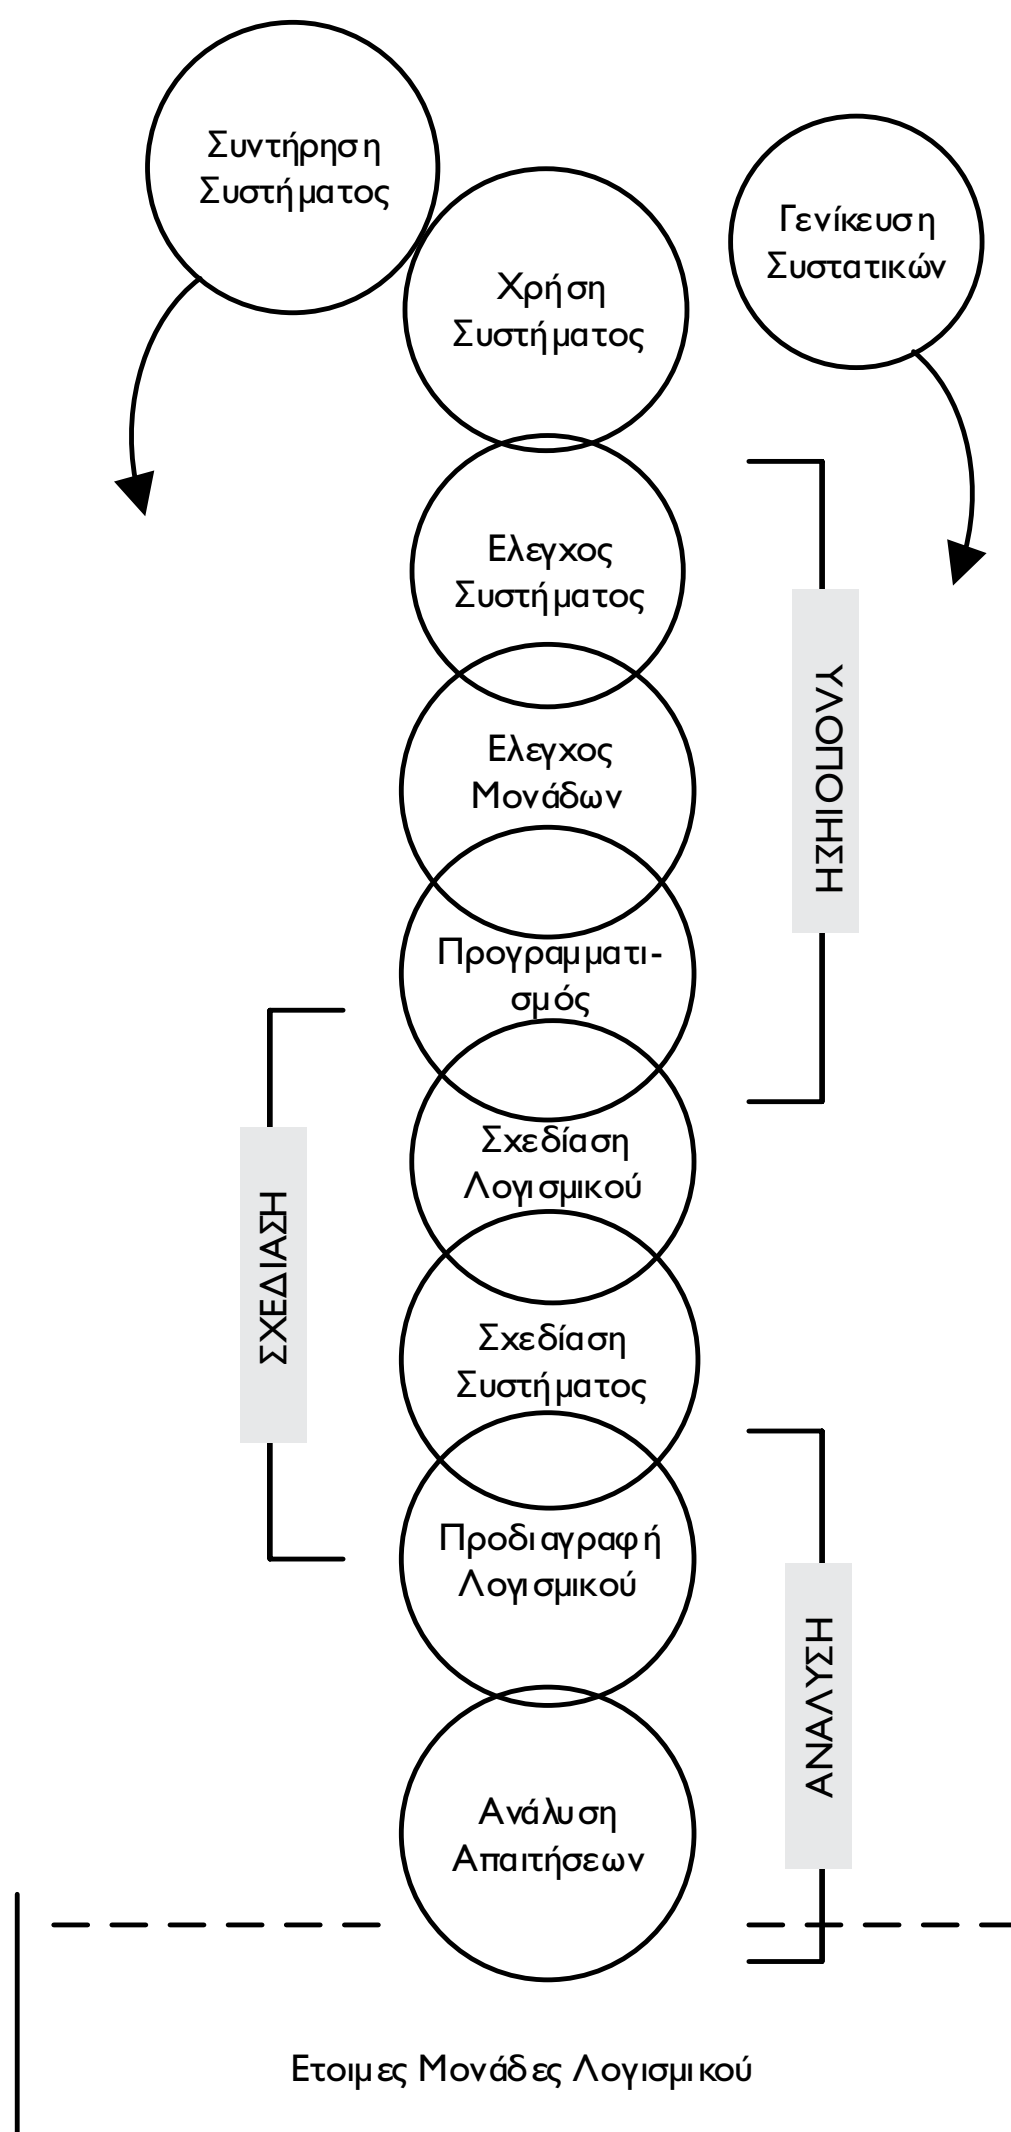 Συντήρηση
Συστήματος
Γενίκευση
Συστατικών
Χρήση
Συστήματος
Ελεγχος
Συστήματος
ΥΛΟΠΟΙΗΣΗ
Ελεγχος
Μονάδων
Προγραμματι-
σμός
Σχεδίαση
Λογισμικού
ΣΧΕΔΙΑΣΗ
Σχεδίαση
Συστήματος
Προδιαγραφή
Λογισμικού
ΑΝΑΛΥΣΗ
Ανάλυση
Απαιτήσεων
Ετοιμες Μονάδες Λογισμικού